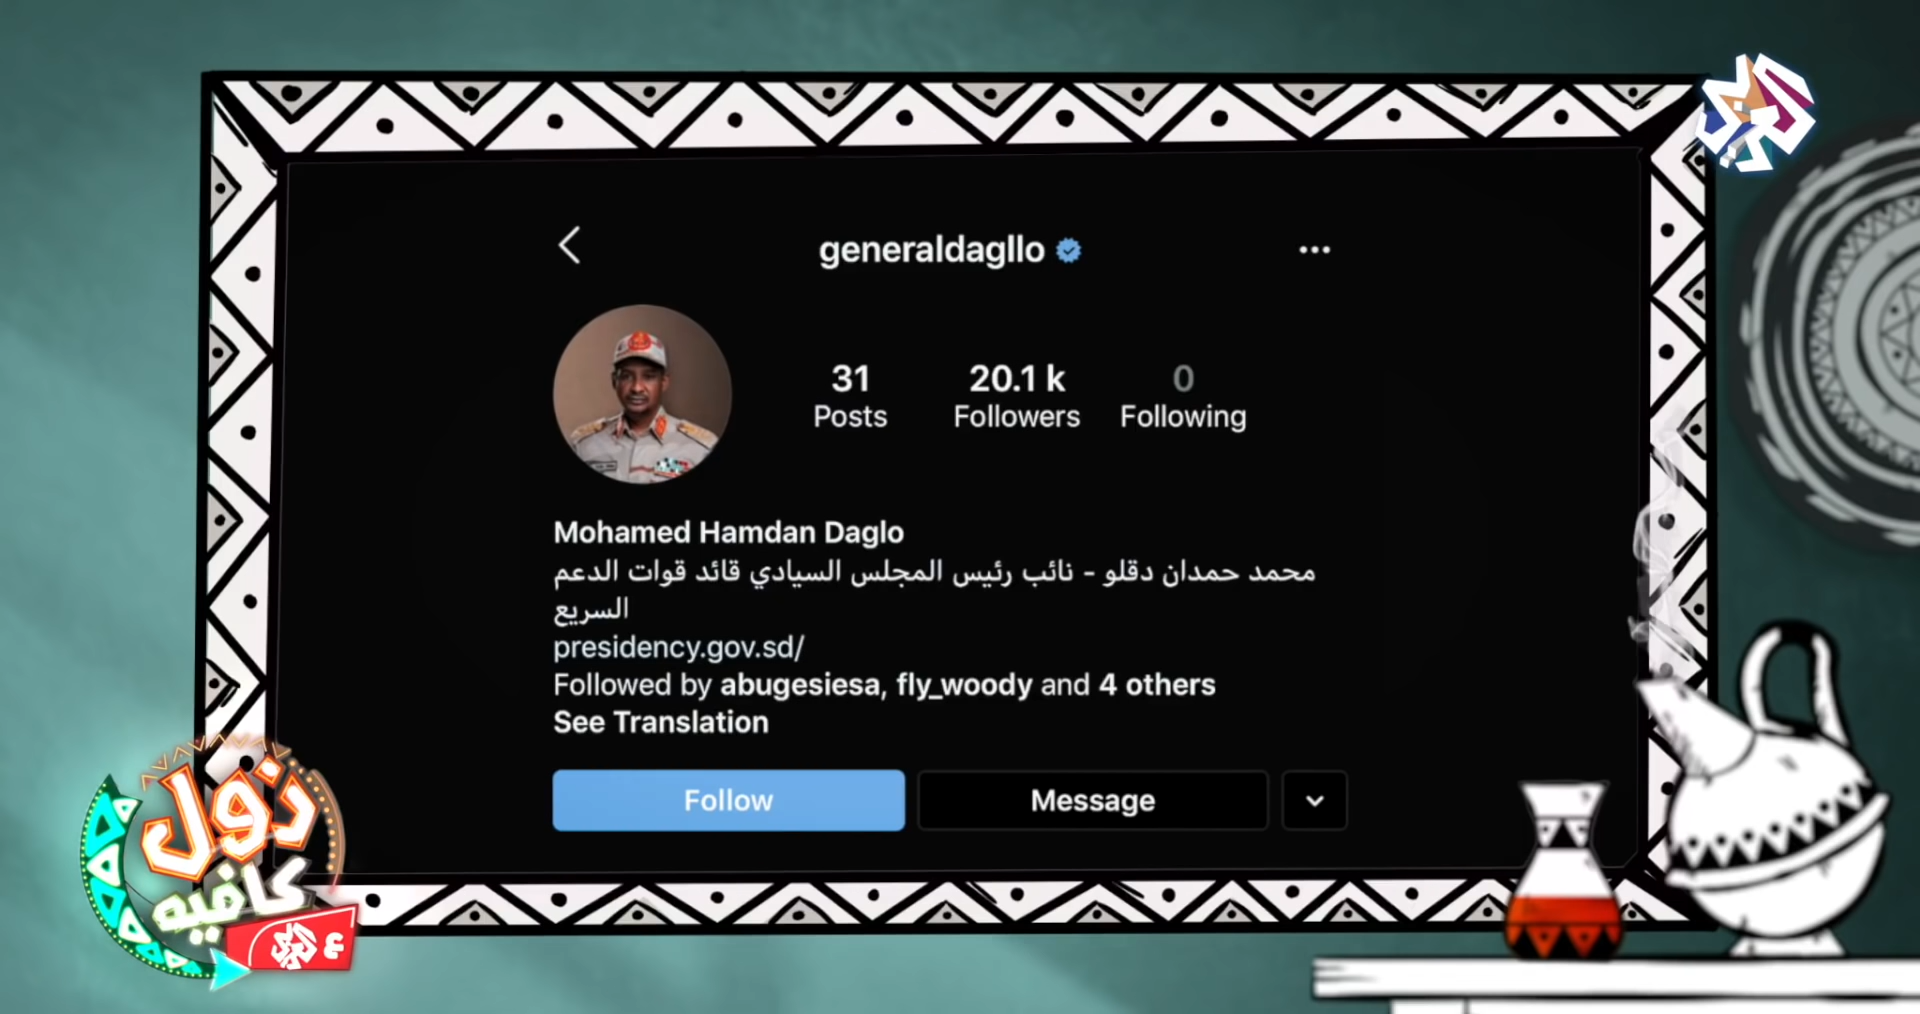 generaldagllo
31
20.1 k
0
Posts
Followers
Following
Mohamed Hamdan Daglo
محمد حمدان دقلو - نائب رئيس المجلس السيادي قائد قوات الدعم
السريع
presidency.gov.sd/
Followed by abugesiesa, fly_woody and 4 others
See Translation
Follow
Message
زول
كافيه
العربي ع
العربي